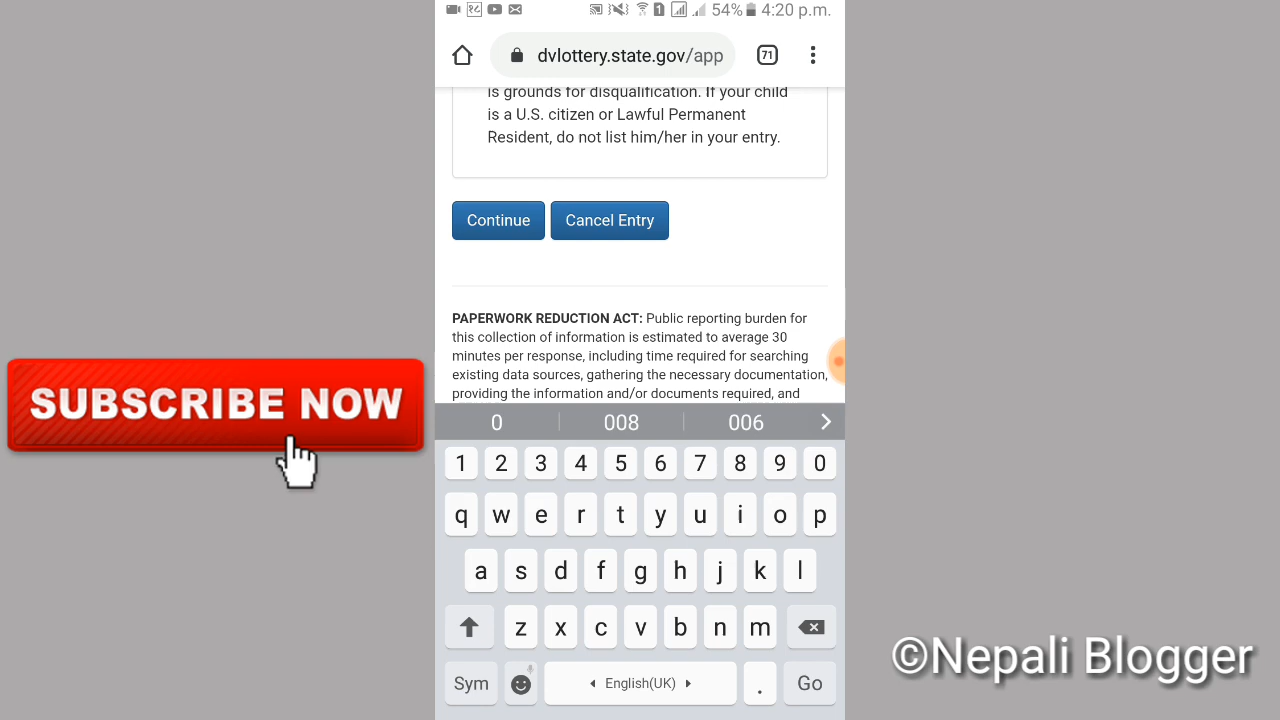 54% 4:20 p.m.
dvlottery.state.gov/app
71
is grounds for disqualification. If your child
is a U.S. citizen or Lawful Permanent
Resident, do not list him/her in your entry.
Continue Cancel Entry
PAPERWORK REDUCTION ACT: Public reporting burden for
this collection of information is estimated to average 30
minutes per response, including time required for searching
existing data sources, gathering the necessary documentation,
providing the information and/or documents required, and
SUBSCRIBE NOW
0 008 006
1 2 3 4 5 6 7 8 9 0
q w e r t y u i o p
a s d f g h j k l
z x c v b n m
Sym English(UK) . Go
©Nepali Blogger